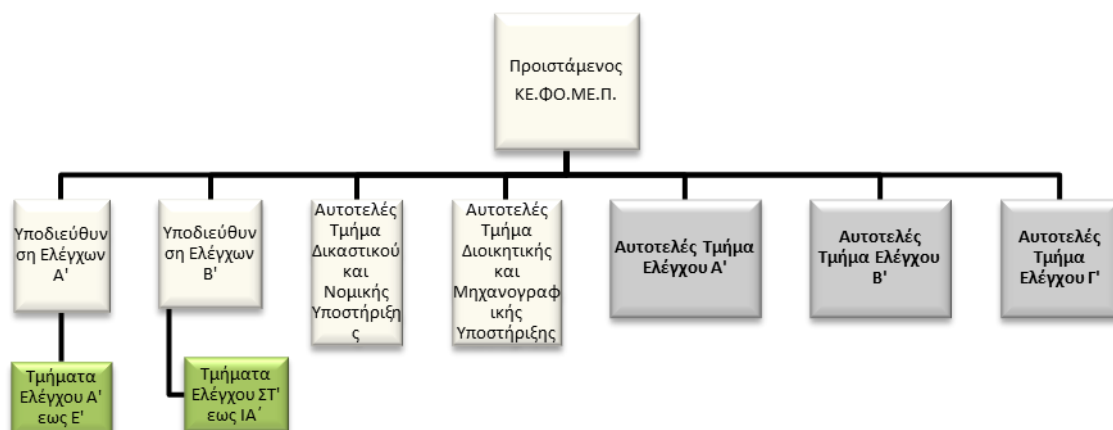 Προιστάμενος
ΚΕ.ΦΟ.ΜΕ.Π.
Υποδιεύθυν
ση Ελέγχων
Α'
Υποδιεύθυν
ση Ελέγχων
Β'
Αυτοτελές
Τμήμα
Δικαστικού
και
Νομικής
Υποστήριξη
ς
Αυτοτελές
Τμήμα
Διοικητικής
και
Μηχανογραφ
ικής
Υποστήριξης
Αυτοτελές Τμήμα
Ελέγχου Α'
Αυτοτελές
Τμήμα Ελέγχου
Β'
Αυτοτελές
Τμήμα
Ελέγχου Γ'
Τμήματα
Ελέγχου Α'
εως Ε'
Τμήματα
Ελέγχου ΣΤ'
εως ΙΑ΄